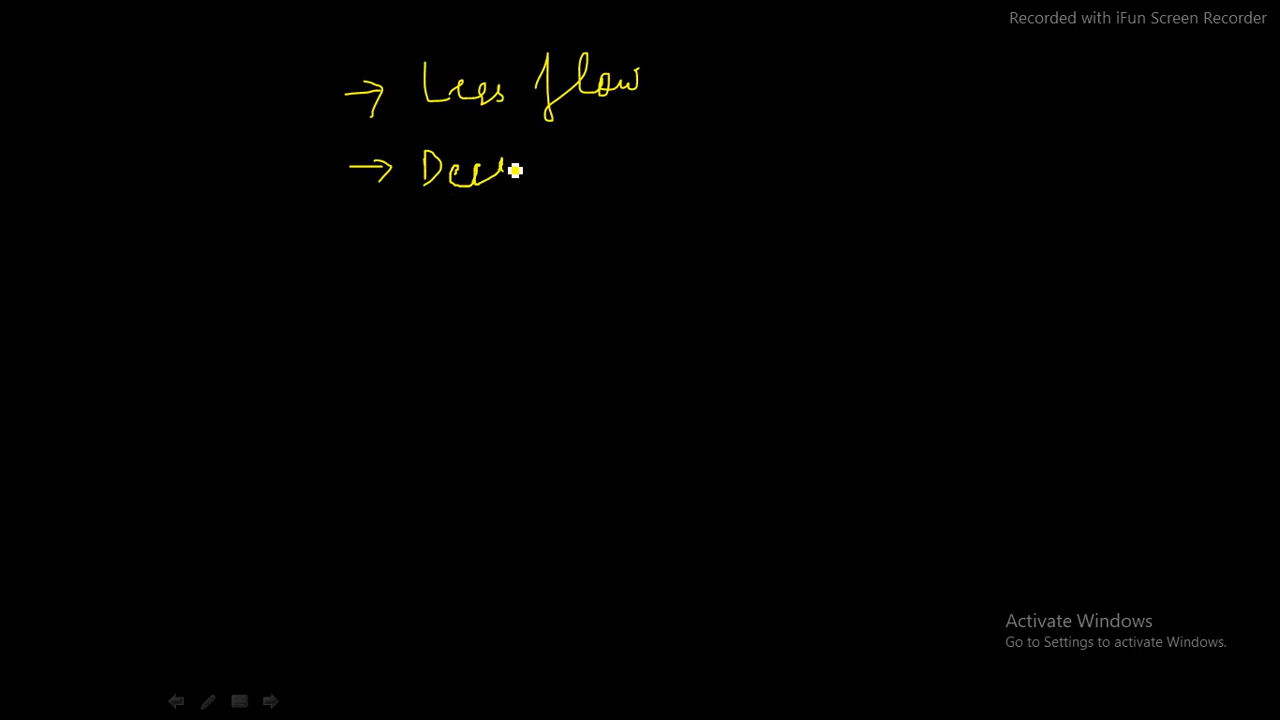 Recorded with iFun Screen Recorder
→ Less flow
→
Activate Windows
Go to Settings to activate Windows.